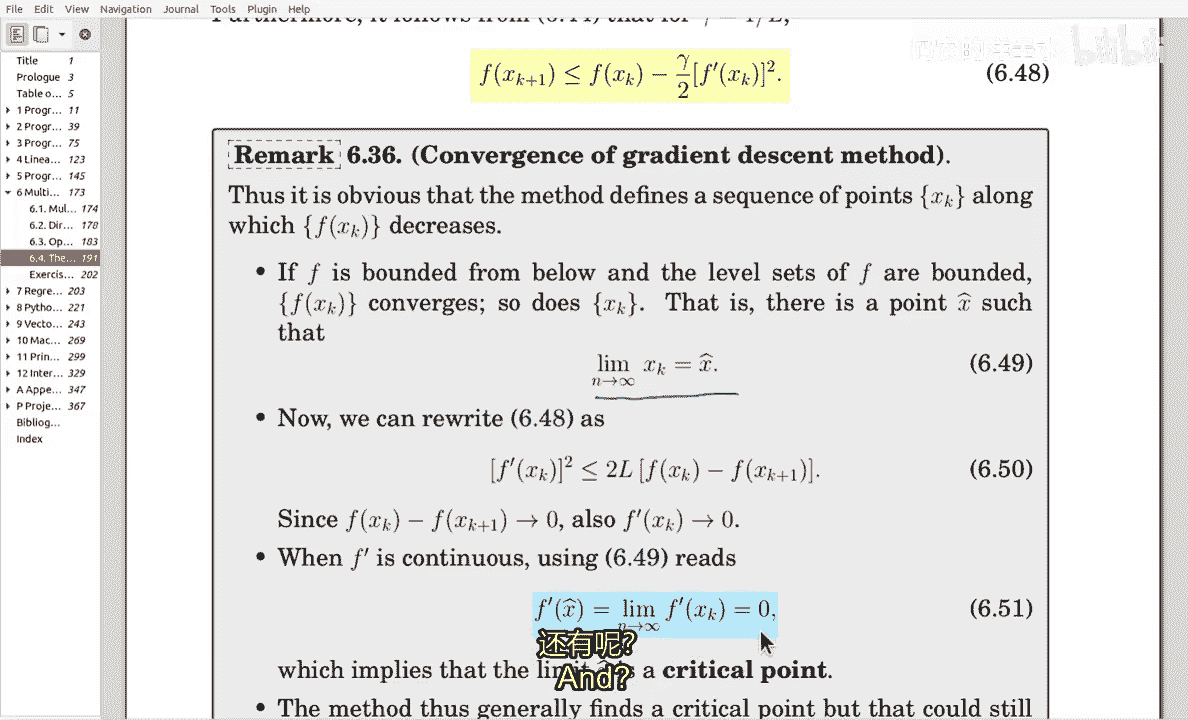 File Edit View Navigation Journal Tools Plugin Help
Title 1
Prologue 3
Table o... 5
1 Progr... 11
2 Progr... 39
3 Progr... 75
4 Linea... 123
5 Progr... 145
6 Multi... 173
6.1. Mul... 174
6.2. Dir... 178
6.3. Op... 183
6.4. The... 191
Exercis... 202
7 Regre... 203
8 Pytho... 221
9 Vecto... 243
10 Mac... 269
11 Prin... 299
12 Inter... 329
A Appe... 347
P Proje... 367
Bibliog...
Index
f(x_{k+1}) ≤ f(x_k) − γ/2 [f′(x_k)]². (6.48)
Remark 6.36. (Convergence of gradient descent method).
Thus it is obvious that the method defines a sequence of points {x_k} along
which {f(x_k)} decreases.
• If f is bounded from below and the level sets of f are bounded,
{f(x_k)} converges; so does {x_k}. That is, there is a point x̂ such
that
lim_{n→∞} x_k = x̂. (6.49)
• Now, we can rewrite (6.48) as
[f′(x_k)]² ≤ 2L [f(x_k) − f(x_{k+1})]. (6.50)
Since f(x_k) − f(x_{k+1}) → 0, also f′(x_k) → 0.
• When f′ is continuous, using (6.49) reads
f′(x̂) = lim_{n→∞} f′(x_k) = 0, (6.51)
还有呢?
which implies that the limit is a critical point.
And?
• The method thus generally finds a critical point but that could still